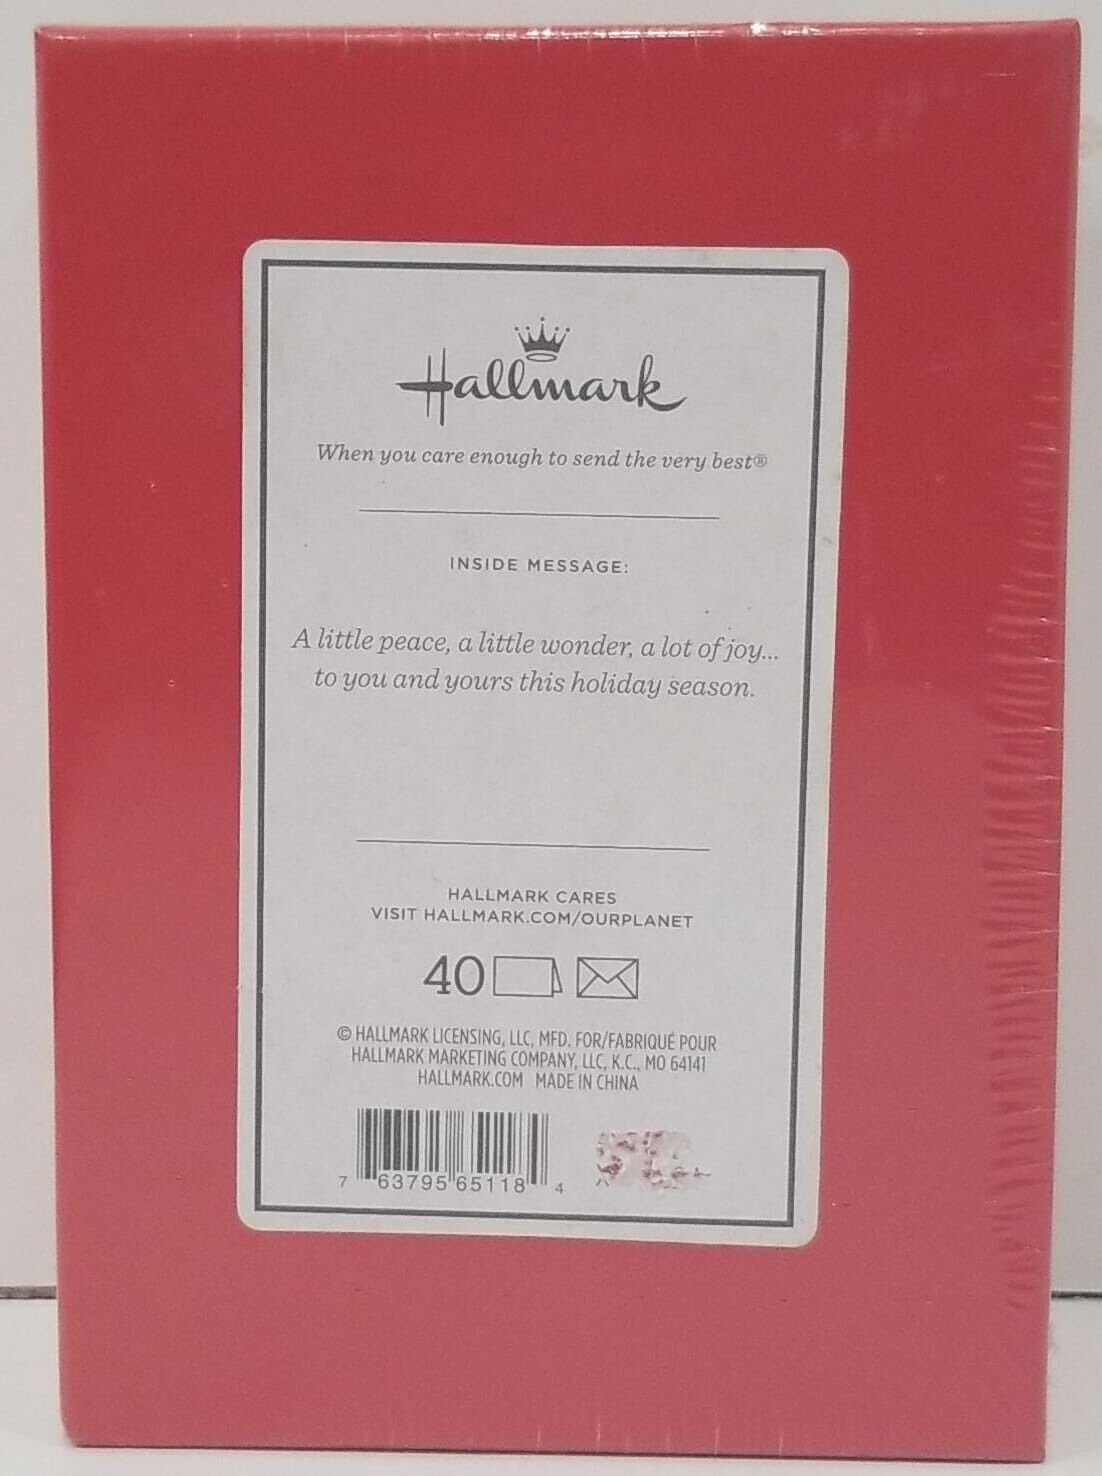 Hallmark
When you care enough to send the very best®
INSIDE MESSAGE:
A little peace, a little wonder, a lot of joy...
to you and yours this holiday season.
HALLMARK CARES
VISIT HALLMARK.COM/OURPLANET
40
© HALLMARK LICENSING, LLC, MFD. FOR/FABRIQUÉ POUR
HALLMARK MARKETING COMPANY, LLC, K.C., MO 64141
HALLMARK.COM MADE IN CHINA
7 63795 65118 4